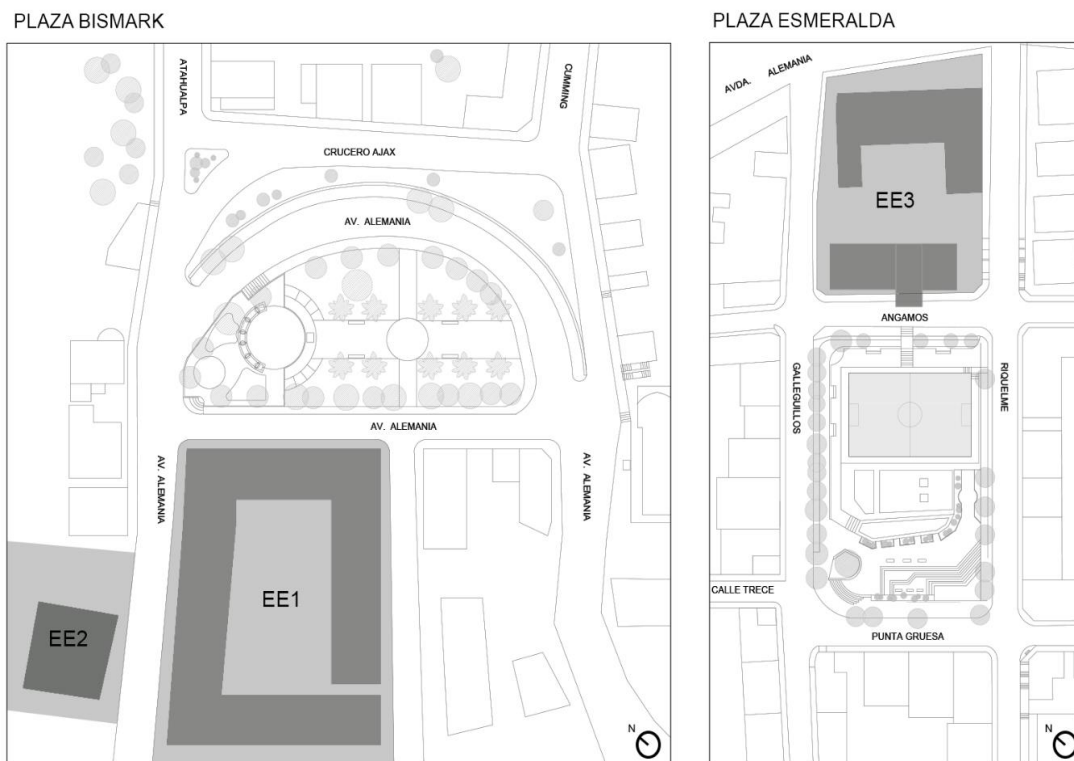 PLAZA BISMARK
ATAHUALPA
CUMMING
CRUCERO AJAX
AV. ALEMANIA
AV. ALEMANIA
AV. ALEMANIA
AV. ALEMANIA
EE1
EE2
N
PLAZA ESMERALDA
AVDA. ALEMANIA
EE3
ANGAMOS
GALLEGUILLOS
RIQUELME
CALLE TRECE
PUNTA GRUESA
N